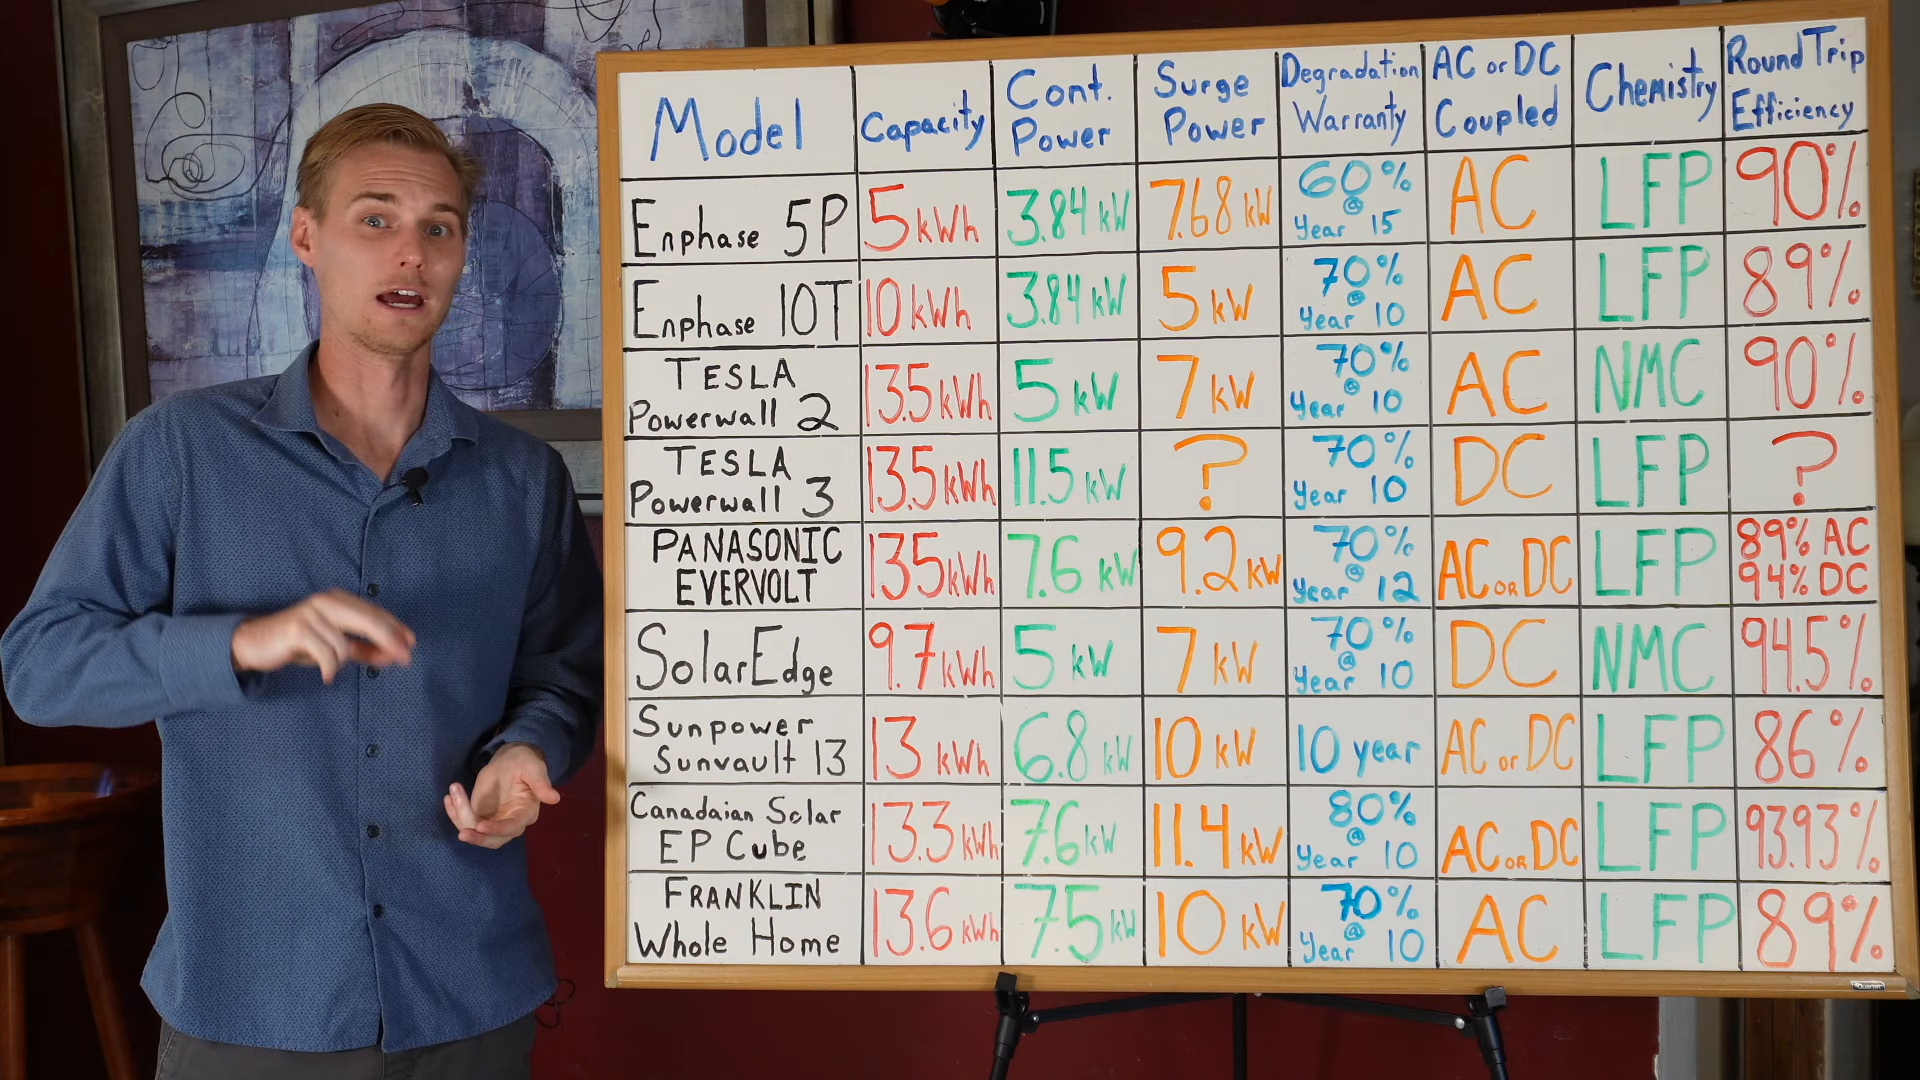 Model Capacity Cont. Power Surge Power Degradation Warranty AC or DC Coupled Chemistry Round Trip Efficiency
Enphase 5P 5 kWh 3.84 kW 7.68 kW 60% @ Year 15 AC LFP 90%
Enphase 10T 10 kWh 3.84 kW 5 kW 70% @ Year 10 AC LFP 89%
TESLA Powerwall 2 13.5 kWh 5 kW 7 kW 70% @ Year 10 AC NMC 90%
TESLA Powerwall 3 13.5 kWh 11.5 kW ? 70% @ Year 10 DC LFP ?
PANASONIC EVERVOLT 135 kWh 7.6 kW 9.2 kW 70% @ Year 12 AC OR DC LFP 89% AC 94% DC
SolarEdge 9.7 kWh 5 kW 7 kW 70% @ Year 10 DC NMC 94.5%
Sunpower Sunvault 13 13 kWh 6.8 kW 10 kW 10 year AC or DC LFP 86%
Canadaian Solar EP Cube 13.3 kWh 7.6 kW 11.4 kW 80% @ Year 10 AC OR DC LFP 93.93%
FRANKLIN Whole Home 13.6 kWh 7.5 kW 10 kW 70% @ Year 10 AC LFP 89%
Quartet